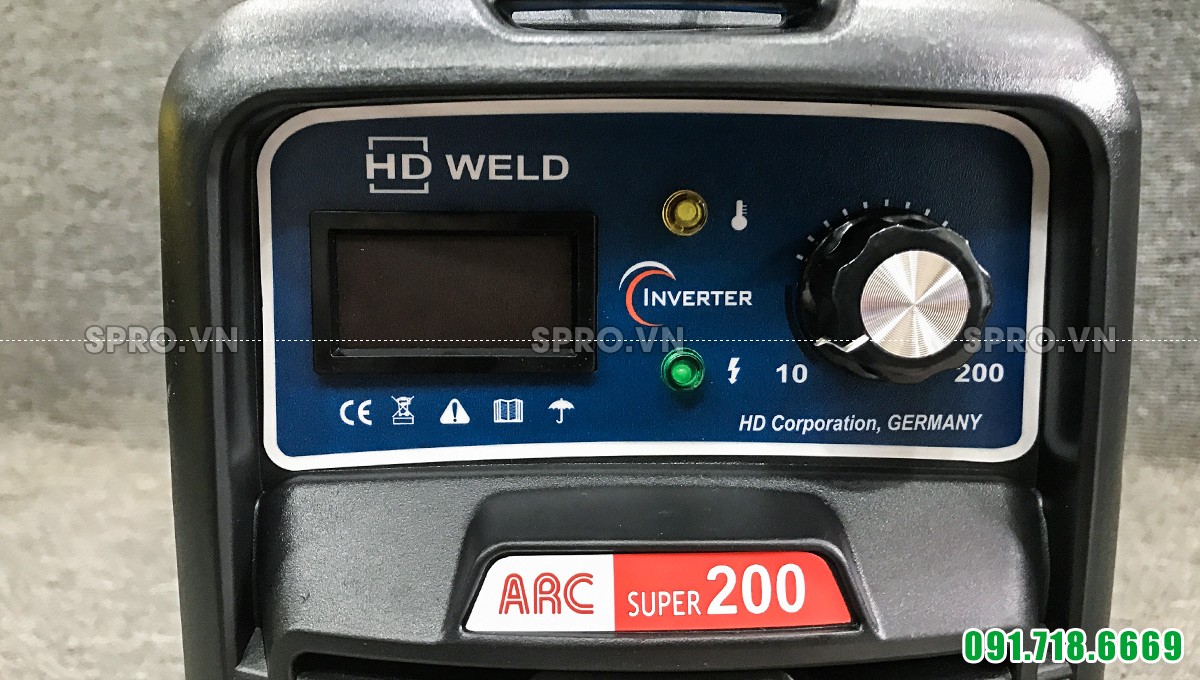 HD WELD
INVERTER
SPRO.VN SPRO.VN SPRO.VN
10 200
CE
HD Corporation, GERMANY
ARC SUPER 200
091.718.6669